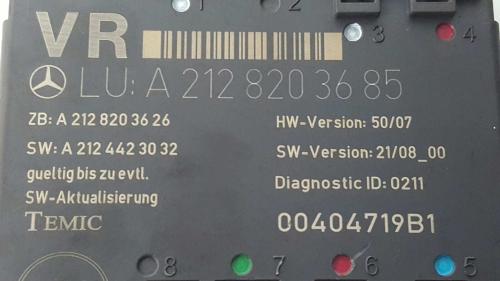 1 2 3 4
VR
LU: A 212 820 36 85
ZB: A 212 820 36 26
HW-Version: 50/07
SW: A 212 442 30 32
SW-Version: 21/08_00
gueltig bis zu evtl.
Diagnostic ID: 0211
SW-Aktualisierung
TEMIC
00404719B1
8 7 6 5